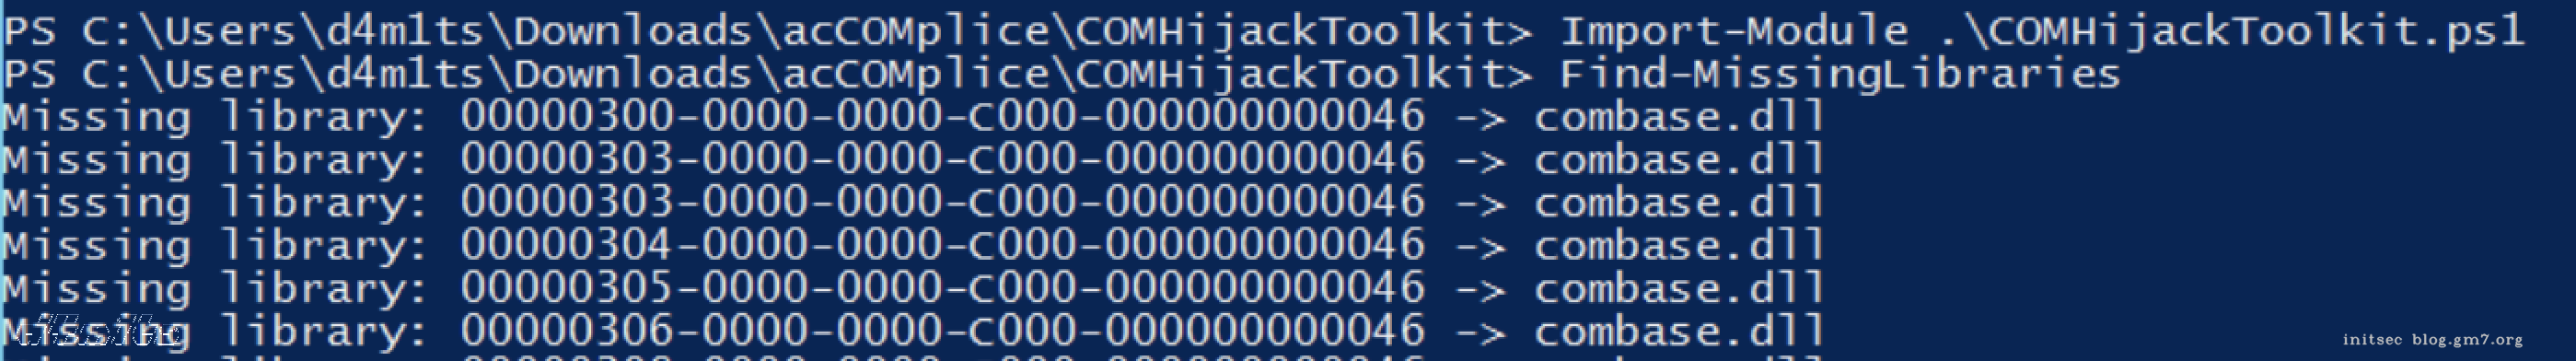 PS C:\Users\d4m1ts\Downloads\acCOMplice\COMHijackToolkit> Import-Module .\COMHijackToolkit.ps1
PS C:\Users\d4m1ts\Downloads\acCOMplice\COMHijackToolkit> Find-MissingLibraries
Missing library: 00000300-0000-0000-C000-000000000046 -> combase.dll
Missing library: 00000303-0000-0000-C000-000000000046 -> combase.dll
Missing library: 00000303-0000-0000-C000-000000000046 -> combase.dll
Missing library: 00000304-0000-0000-C000-000000000046 -> combase.dll
Missing library: 00000305-0000-0000-C000-000000000046 -> combase.dll
Missing library: 00000306-0000-0000-C000-000000000046 -> combase.dll
initsec blog.gm7.org